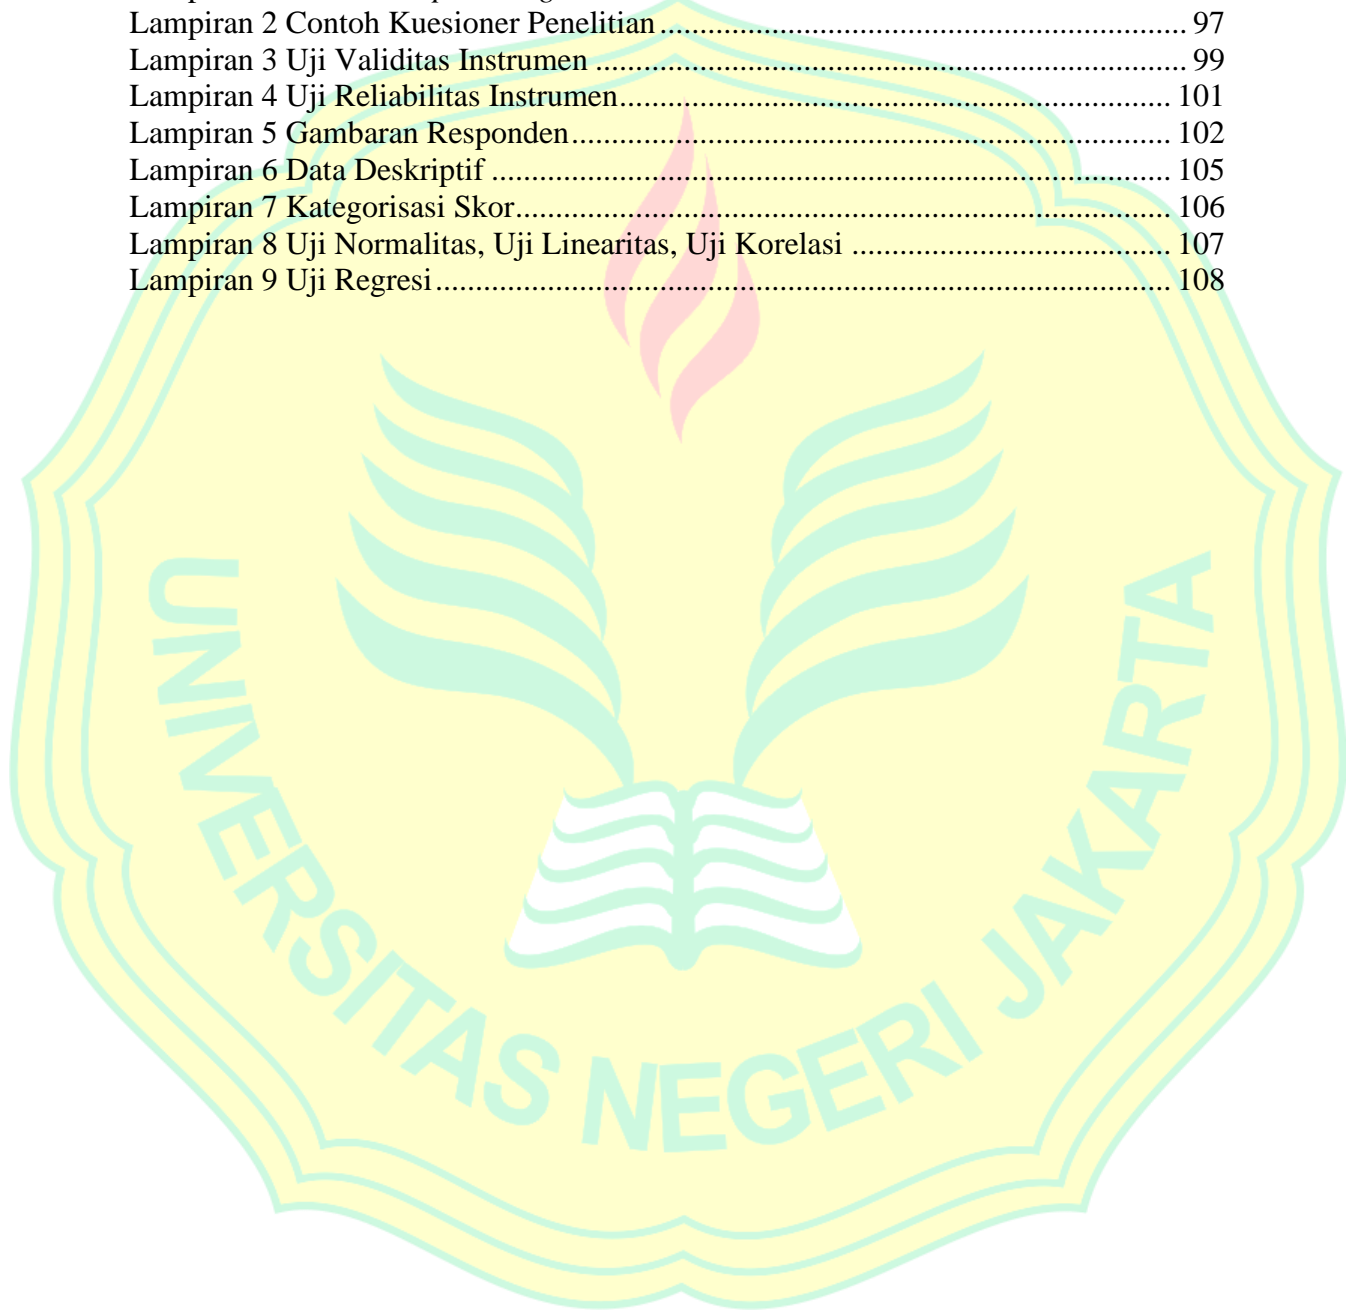 Lampiran 2 Contoh Kuesioner Penelitian ................................................................. 97
Lampiran 3 Uji Validitas Instrumen ......................................................................... 99
Lampiran 4 Uji Reliabilitas Instrumen.................................................................... 101
Lampiran 5 Gambaran Responden.......................................................................... 102
Lampiran 6 Data Deskriptif .................................................................................... 105
Lampiran 7 Kategorisasi Skor................................................................................. 106
Lampiran 8 Uji Normalitas, Uji Linearitas, Uji Korelasi ....................................... 107
Lampiran 9 Uji Regresi........................................................................................... 108
UNIVERSITAS NEGERI JAKARTA